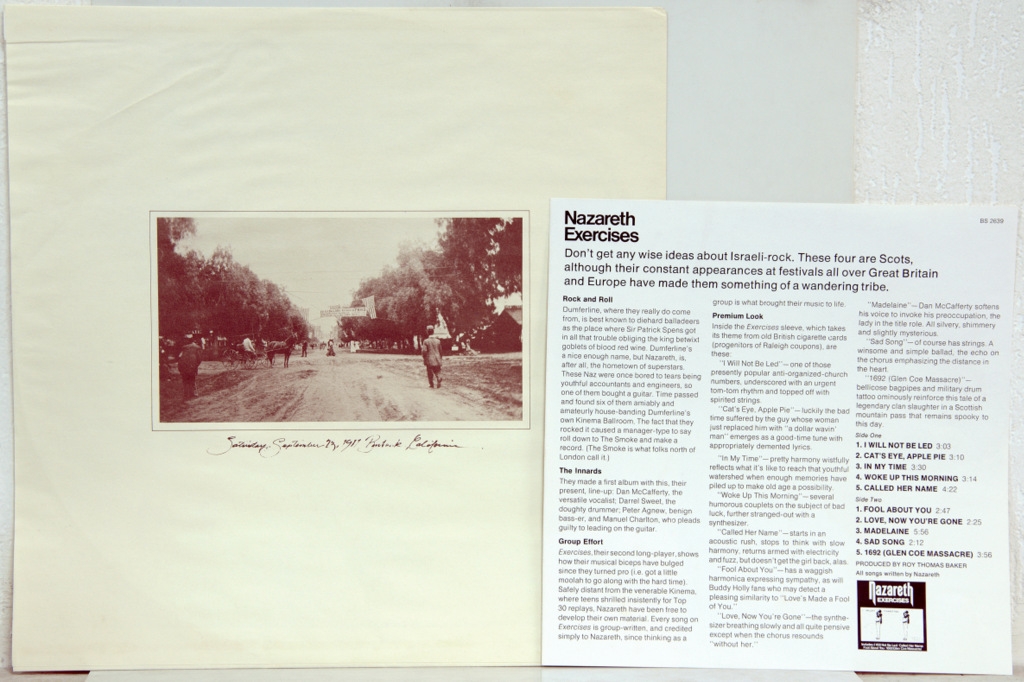 Saturday, September 23, 1911 Burbank California
Nazareth
Exercises
BS 2639
Don't get any wise ideas about Israeli-rock. These four are Scots,
although their constant appearances at festivals all over Great Britain
and Europe have made them something of a wandering tribe.
Rock and Roll
Dumferline, where they really do come
from, is best known to diehard balladeers
as the place where Sir Patrick Spens got
in all that trouble obliging the king betwixt
goblets of blood red wine. Dumferline's
a nice enough name, but Nazareth, is,
after all, the hometown of superstars.
These Naz were once bored to tears being
youthful accountants and engineers, so
one of them bought a guitar. Time passed
and found six of them amiably and
amateurly house-banding Dumferline's
own Kinema Ballroom. The fact that they
rocked it caused a manager-type to say
roll down to The Smoke and make a
record. (The Smoke is what folks north of
London call it.)
The Innards
They made a first album with this, their
present, line-up: Dan McCafferty, the
versatile vocalist; Darrel Sweet, the
doughty drummer; Peter Agnew, benign
bass-er, and Manuel Charlton, who pleads
guilty to leading on the guitar.
Group Effort
Exercises, their second long-player, shows
how their musical biceps have bulged
since they turned pro (i.e. got a little
moolah to go along with the hard time).
Safely distant from the venerable Kinema,
where teens shrilled insistently for Top
30 replays, Nazareth have been free to
develop their own material. Every song on
Exercises is group-written, and credited
simply to Nazareth, since thinking as a
group is what brought their music to life.
Premium Look
Inside the Exercises sleeve, which takes
its theme from old British cigarette cards
(progenitors of Raleigh coupons), are
these:
"I Will Not Be Led"—one of those
presently popular anti-organized-church
numbers, underscored with an urgent
tom-tom rhythm and topped off with
spirited strings.
"Cat's Eye, Apple Pie"—luckily the bad
time suffered by the guy whose woman
just replaced him with "a dollar wavin'
man" emerges as a good-time tune with
appropriately demented lyrics.
"In My Time"—pretty harmony wistfully
reflects what it's like to reach that youthful
watershed when enough memories have
piled up to make old age a possibility.
"Woke Up This Morning"—several
humorous couplets on the subject of bad
luck, further stranged-out with a
synthesizer.
"Called Her Name"—starts in an
acoustic rush, stops to think with slow
harmony, returns armed with electricity
and fuzz, but doesn't get the girl back, alas.
"Fool About You"—has a waggish
harmonica expressing sympathy, as will
Buddy Holly fans who may detect a
pleasing similarity to "Love's Made a Fool
of You."
"Love, Now You're Gone"—the synthe-
sizer breathing slowly and all quite pensive
except when the chorus resounds
"without her."
"Madelaine"—Dan McCafferty softens
his voice to invoke his preoccupation, the
lady in the title role. All silvery, shimmery
and slightly mysterious.
"Sad Song"—of course has strings. A
winsome and simple ballad, the echo on
the chorus emphasizing the distance in
the heart.
"1692 (Glen Coe Massacre)"—
bellicose bagpipes and military drum
tattoo ominously reinforce this tale of a
legendary clan slaughter in a Scottish
mountain pass that remains spooky to
this day.
Side One
1. I WILL NOT BE LED 3:03
2. CAT'S EYE, APPLE PIE 3:10
3. IN MY TIME 3:30
4. WOKE UP THIS MORNING 3:14
5. CALLED HER NAME 4:22
Side Two
1. FOOL ABOUT YOU 2:47
2. LOVE, NOW YOU'RE GONE 2:25
3. MADELAINE 5:56
4. SAD SONG 2:12
5. 1692 (GLEN COE MASSACRE) 3:56
PRODUCED BY ROY THOMAS BAKER
All songs written by Nazareth
Nazareth
EXERCISES